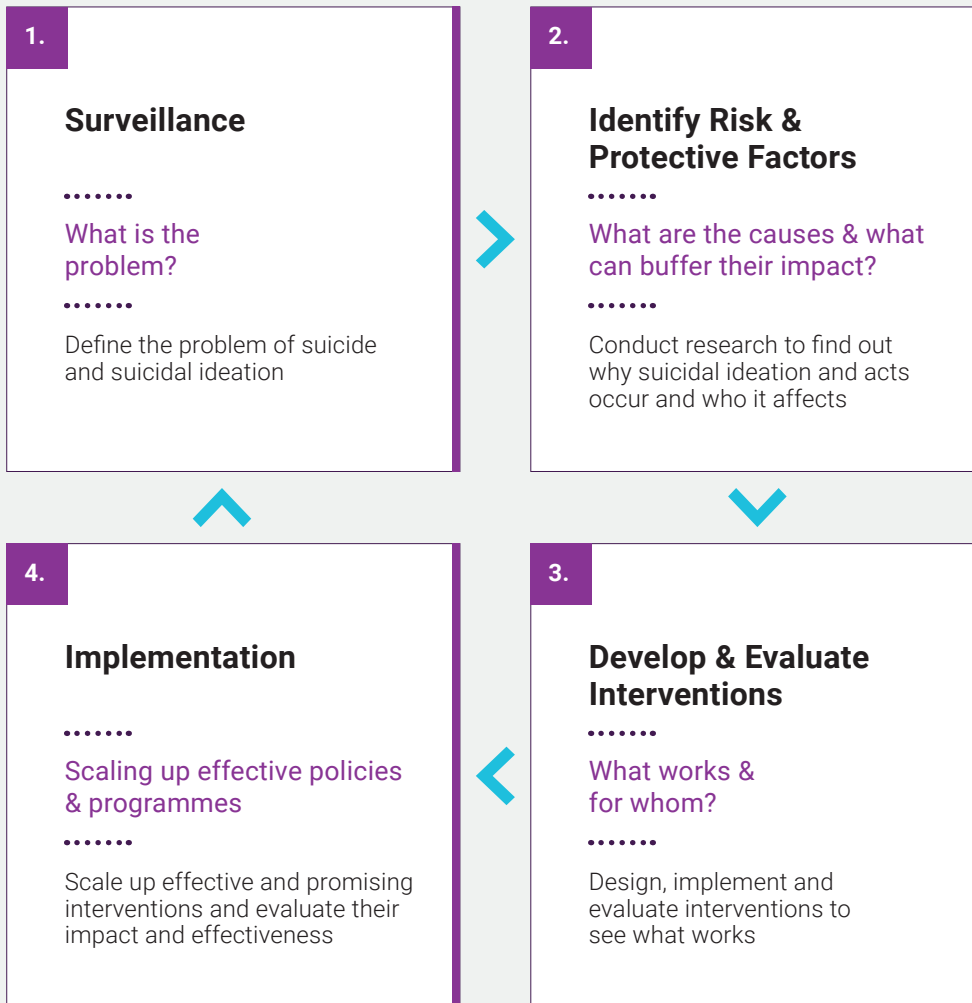 1.
Surveillance
What is the
problem?
Define the problem of suicide
and suicidal ideation
2.
Identify Risk &
Protective Factors
What are the causes & what
can buffer their impact?
Conduct research to find out
why suicidal ideation and acts
occur and who it affects
3.
Develop & Evaluate
Interventions
What works &
for whom?
Design, implement and
evaluate interventions to
see what works
4.
Implementation
Scaling up effective policies
& programmes
Scale up effective and promising
interventions and evaluate their
impact and effectiveness